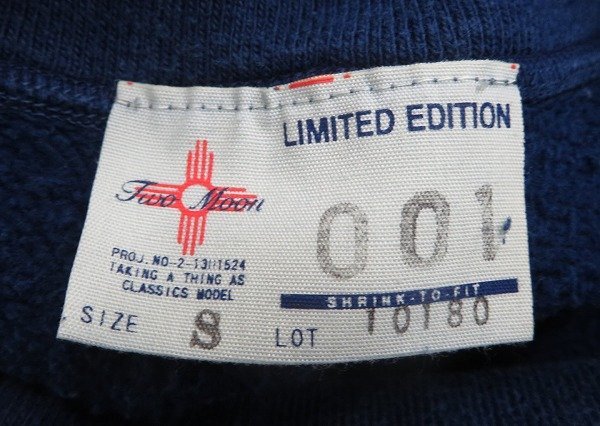 LIMITED EDITION
Two Moon
001
PROJ.NO-2-13H1524
TAKING A THING AS
CLASSICS MODEL
SHRINK-TO-FIT
SIZE S LOT 10180